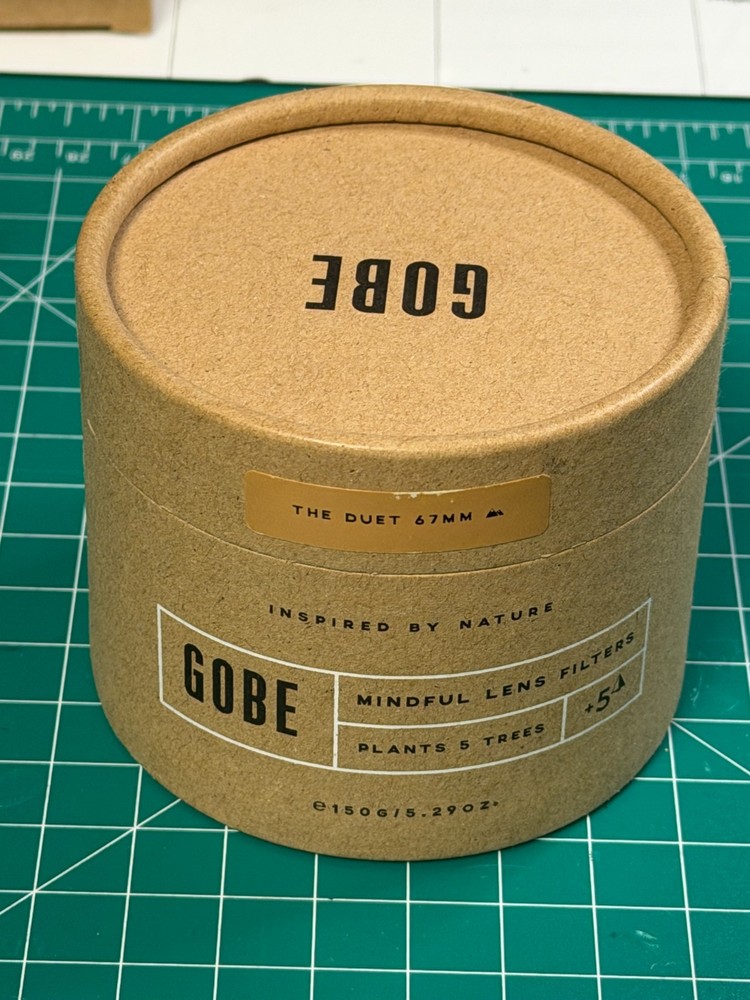 GOBE
THE DUET 67MM
INSPIRED BY NATURE
GOBE
MINDFUL LENS FILTERS
PLANTS 5 TREES
+5
℮150G/5.29OZ.